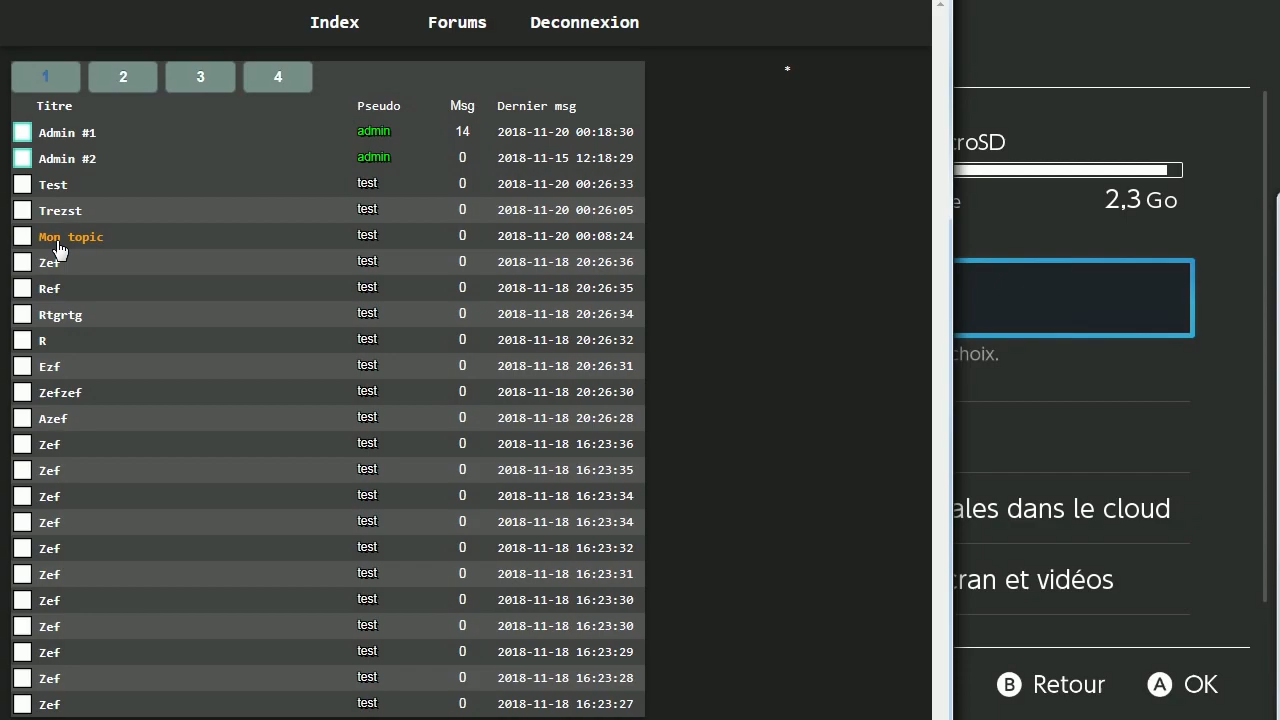 Index Forums Deconnexion
1 2 3 4
*
Titre Pseudo Msg Dernier msg
Admin #1 admin 14 2018-11-20 00:18:30
Admin #2 admin 0 2018-11-15 12:18:29
Test test 0 2018-11-20 00:26:33
Trezst test 0 2018-11-20 00:26:05
Mon topic test 0 2018-11-20 00:08:24
Zef test 0 2018-11-18 20:26:36
Ref test 0 2018-11-18 20:26:35
Rtgrtg test 0 2018-11-18 20:26:34
R test 0 2018-11-18 20:26:32
Ezf test 0 2018-11-18 20:26:31
Zefzef test 0 2018-11-18 20:26:30
Azef test 0 2018-11-18 20:26:28
Zef test 0 2018-11-18 16:23:36
Zef test 0 2018-11-18 16:23:35
Zef test 0 2018-11-18 16:23:34
Zef test 0 2018-11-18 16:23:34
Zef test 0 2018-11-18 16:23:32
Zef test 0 2018-11-18 16:23:31
Zef test 0 2018-11-18 16:23:30
Zef test 0 2018-11-18 16:23:30
Zef test 0 2018-11-18 16:23:29
Zef test 0 2018-11-18 16:23:28
Zef test 0 2018-11-18 16:23:27
croSD
e 2,3 Go
choix.
ales dans le cloud
cran et vidéos
B Retour A OK